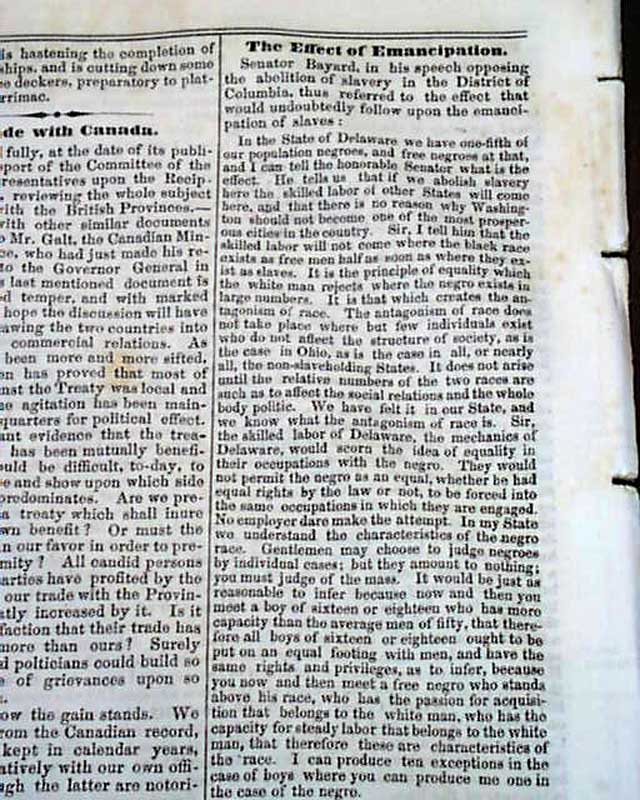 is hastening the completion of
ships, and is cutting down some
e deckers, preparatory to plat-
rrimac.
de with Canada.
fully, at the date of its publi-
port of the Committee of the
resentatives upon the Recip-
, reviewing the whole subject
ith the British Provinces.—
with other similar documents
o Mr. Galt, the Canadian Min-
ce, who had just made his re-
to the Governor General in
s last mentioned document is
ed temper, and with marked
hope the discussion will have
rawing the two countries into
commercial relations. As
been more and more sifted,
en has proved that most of
nst the Treaty was local and
he agitation has been main-
quarters for political effect.
ant evidence that the trea-
has been mutually benefi-
ould be difficult, to-day, to
e and show upon which side
predominates. Are we pre-
a treaty which shall inure
wn benefit? Or must the
n our favor in order to pre-
mity? All candid persons
arties have profited by the
our trade with the Provin-
atly increased by it. Is it
faction that their trade has
more than ours? Surely
d polticians could build so
e of grievances upon so
ow the gain stands. We
from the Canadian record,
kept in calendar years,
atively with our own offi-
ugh the latter are notori-
The Effect of Emancipation.
Senator Bayard, in his speech opposing
the abolition of slavery in the District of
Columbia, thus referred to the effect that
would undoubtedly follow upon the emanci-
pation of slaves:
In the State of Delaware we have one-fifth of
our population negroes, and free negroes at that,
and I can tell the honorable Senator what is the
effect. He tells us that if we abolish slavery
here the skilled labor of other States will come
here, and that there is no reason why Washing-
ton should not become one of the most prosper-
ous cities in the country. Sir, I tell him that the
skilled labor will not come where the black race
exists as free men half as soon as where they ex-
ist as slaves. It is the principle of equality which
the white man rejects where the negro exists in
large numbers. It is that which creates the an-
tagonism of race. The antagonism of race does
not take place where but few individuals exist
who do not affect the structure of society, as is
the case in Ohio, as is the case in all, or nearly
all, the non-slaveholding States. It does not arise
until the relative numbers of the two races are
such as to affect the social relations and the whole
body politic. We have felt it in our State, and
we know what the antagonism of race is. Sir,
the skilled labor of Delaware, the mechanics of
Delaware, would scorn the idea of equality in
their occupations with the negro. They would
not permit the negro as an equal, whether he had
equal rights by the law or not, to be forced into
the same occupations in which they are engaged.
No employer dare make the attempt. In my State
we understand the characteristics of the negro
race. Gentlemen may choose to judge negroes
by individual cases; but they amount to nothing;
you must judge of the mass. It would be just as
reasonable to infer because now and then you
meet a boy of sixteen or eighteen who has more
capacity than the average men of fifty, that there-
fore all boys of sixteen or eighteen ought to be
put on an equal footing with men, and have the
same rights and privileges, as to infer, because
you now and then meet a free negro who stands
above his race, who has the passion for acquisi-
tion that belongs to the white man, who has the
capacity for steady labor that belongs to the white
man, that therefore these are characteristics of
the race. I can produce ten exceptions in the
case of boys where you can produce me one in
the case of the negro.